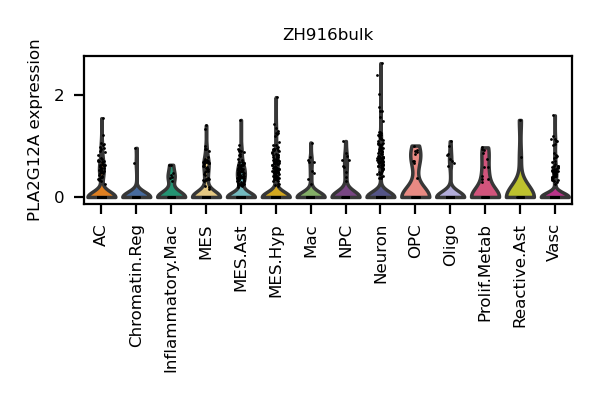 ZH916bulk
PLA2G12A expression
2
0
AC
Chromatin.Reg
Inflammatory.Mac
MES
MES.Ast
MES.Hyp
Mac
NPC
Neuron
OPC
Oligo
Prolif.Metab
Reactive.Ast
Vasc